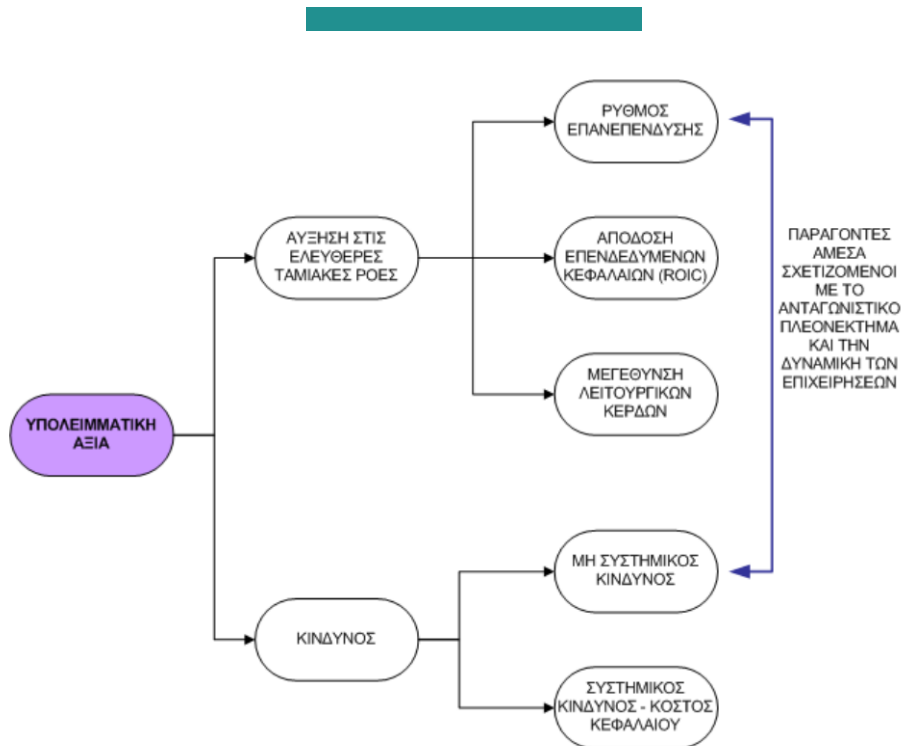 ΡΥΘΜΟΣ
ΕΠΑΝΕΠΕΝΔΥΣΗΣ
ΑΥΞΗΣΗ ΣΤΙΣ
ΕΛΕΥΘΕΡΕΣ
ΤΑΜΙΑΚΕΣ ΡΟΕΣ
ΑΠΟΔΟΣΗ
ΕΠΕΝΔΕΔΥΜΕΝΩΝ
ΚΕΦΑΛΑΙΩΝ (ROIC)
ΠΑΡΑΓΟΝΤΕΣ
ΑΜΕΣΑ
ΣΧΕΤΙΖΟΜΕΝΟΙ
ΜΕ ΤΟ
ΑΝΤΑΓΩΝΙΣΤΙΚΟ
ΠΛΕΟΝΕΚΤΗΜΑ
ΚΑΙ ΤΗΝ
ΔΥΝΑΜΙΚΗ ΤΩΝ
ΕΠΙΧΕΙΡΗΣΕΩΝ
ΜΕΓΕΘΥΝΣΗ
ΛΕΙΤΟΥΡΓΙΚΩΝ
ΚΕΡΔΩΝ
ΥΠΟΛΕΙΜΜΑΤΙΚΗ
ΑΞΙΑ
ΜΗ ΣΥΣΤΗΜΙΚΟΣ
ΚΙΝΔΥΝΟΣ
ΚΙΝΔΥΝΟΣ
ΣΥΣΤΗΜΙΚΟΣ
ΚΙΝΔΥΝΟΣ - ΚΟΣΤΟΣ
ΚΕΦΑΛΑΙΟΥ